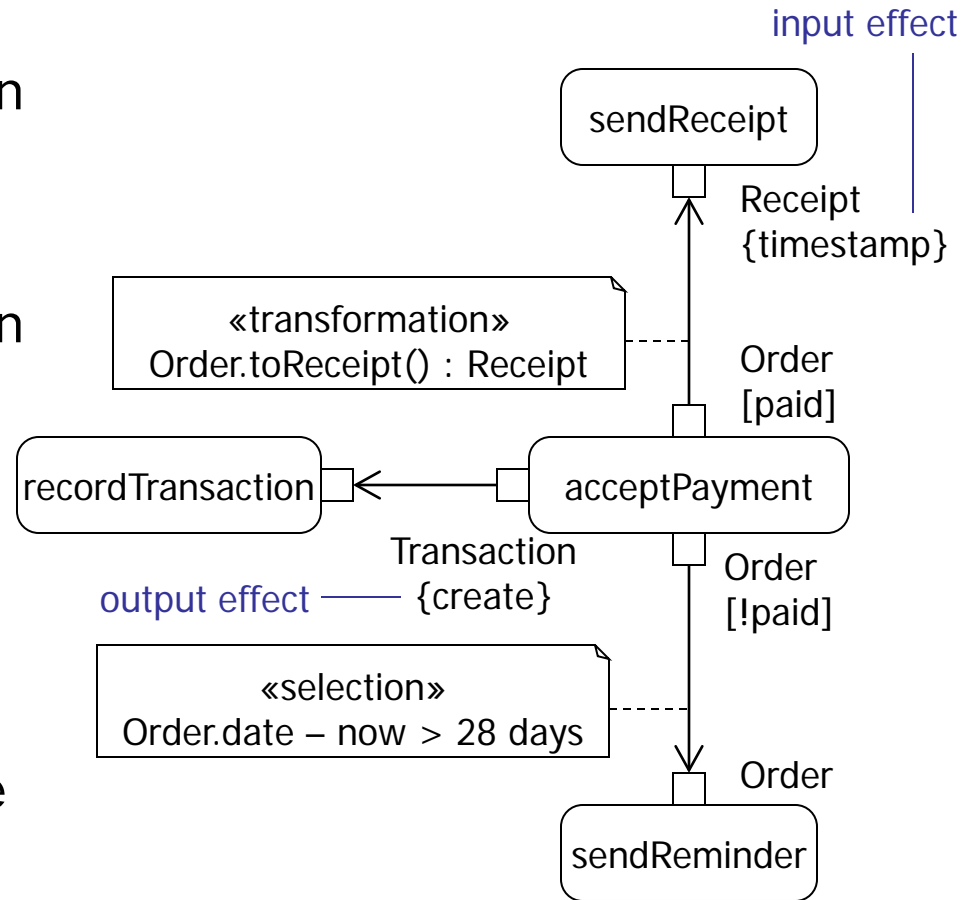 input effect
n
sendReceipt
Receipt
{timestamp}
«transformation»
Order.toReceipt() : Receipt
n
Order
[paid]
recordTransaction
acceptPayment
Transaction
{create}
output effect
Order
[!paid]
«selection»
Order.date – now > 28 days
e
Order
sendReminder